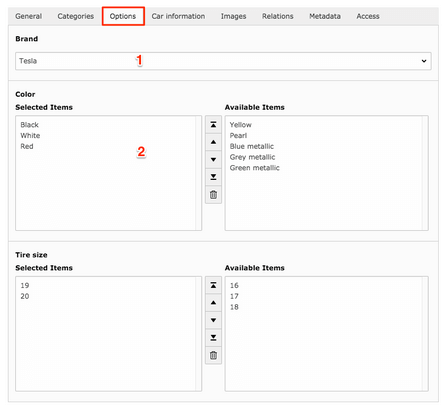 General Categories Options Car information Images Relations Metadata Access
Brand
Tesla 1
Color
Selected Items Available Items
Black Yellow
White Pearl
Red 2 Blue metallic
Grey metallic
Green metallic
Tire size
Selected Items Available Items
19 16
20 17
18